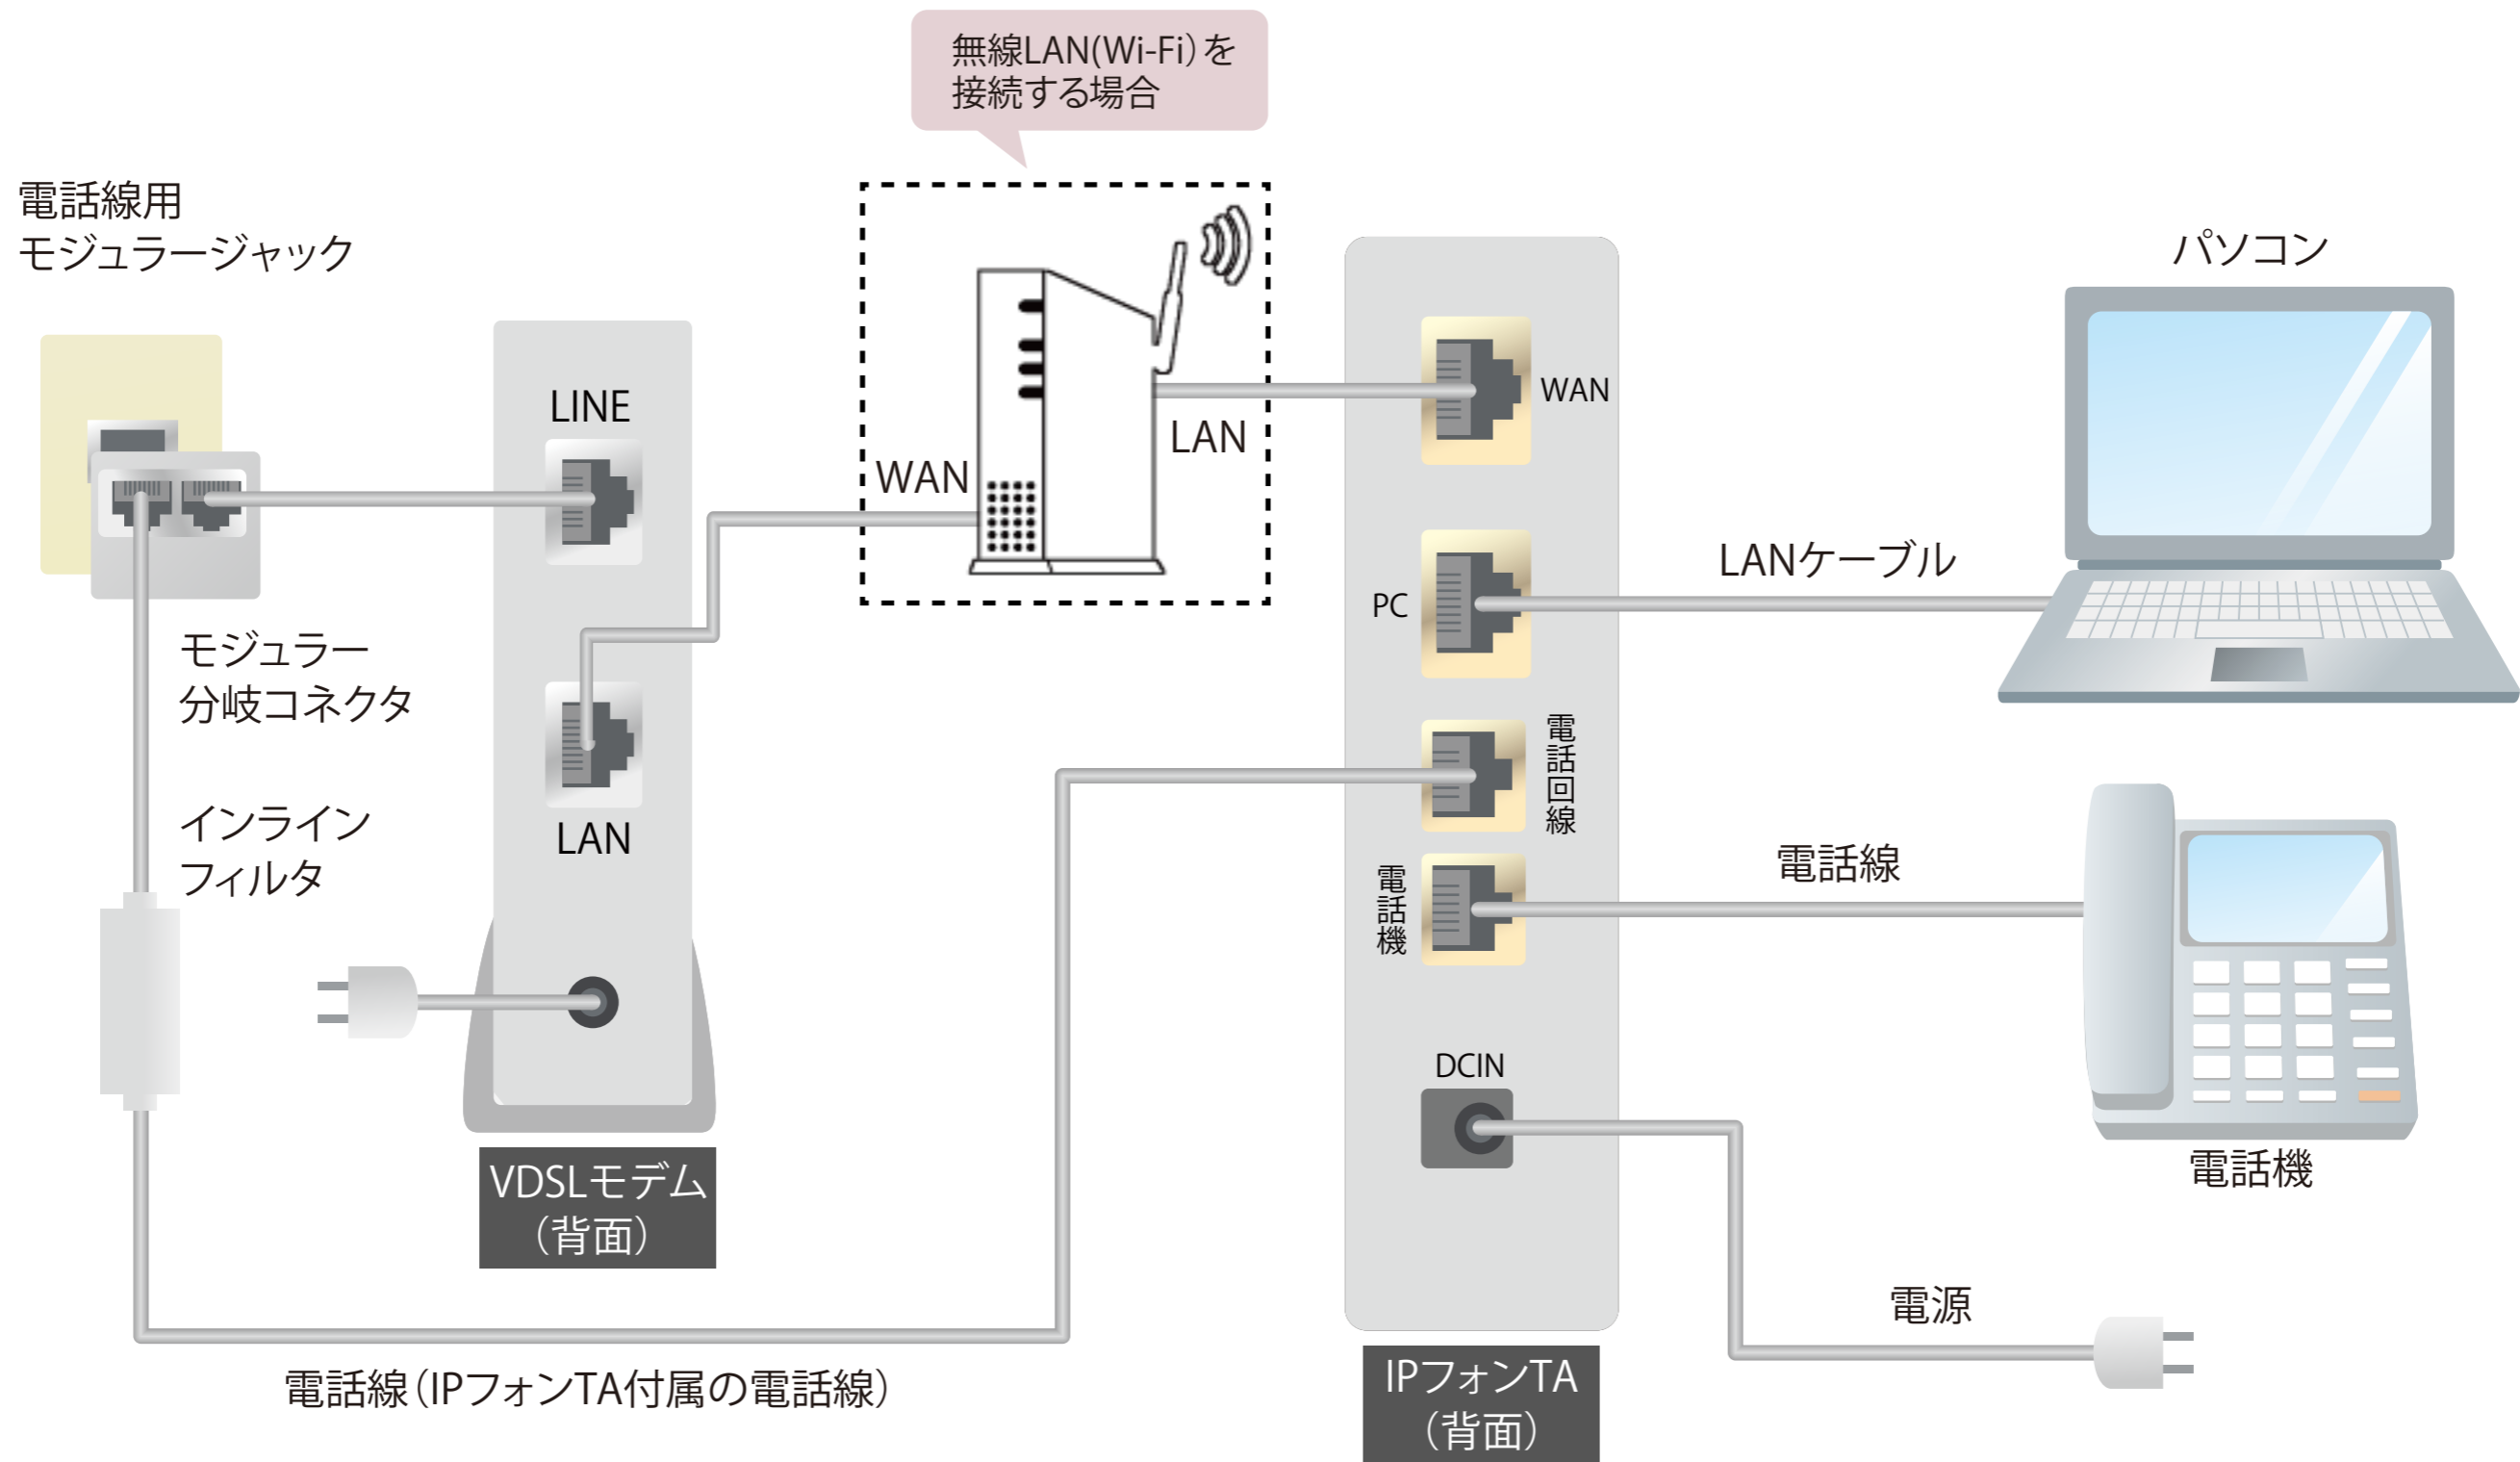 無線LAN(Wi-Fi）を
接続する場合
電話線用
モジュラージャック
LINE
WAN
LAN
WAN
パソコン
PC
LANケーブル
モジュラー
分岐コネクタ
電話回線
インライン
フィルタ
LAN
電話機
電話線
DCIN
電話機
VDSLモデム
（背面）
電源
電話線（IPフォンTA付属の電話線）
IPフォンTA
（背面）